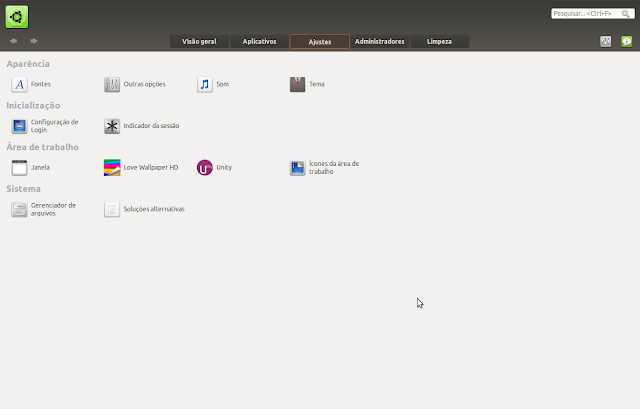 Pesquisar... <Ctrl+F>
Visão geral Aplicativos Ajustes Administradores Limpeza
Aparência
Fontes Outras opções Som Tema
Inicialização
Configuração de
Login
Indicador da sessão
Área de trabalho
Janela Love Wallpaper HD Unity
Ícones da área de
trabalho
Sistema
Gerenciador de
arquivos
Soluções alternativas